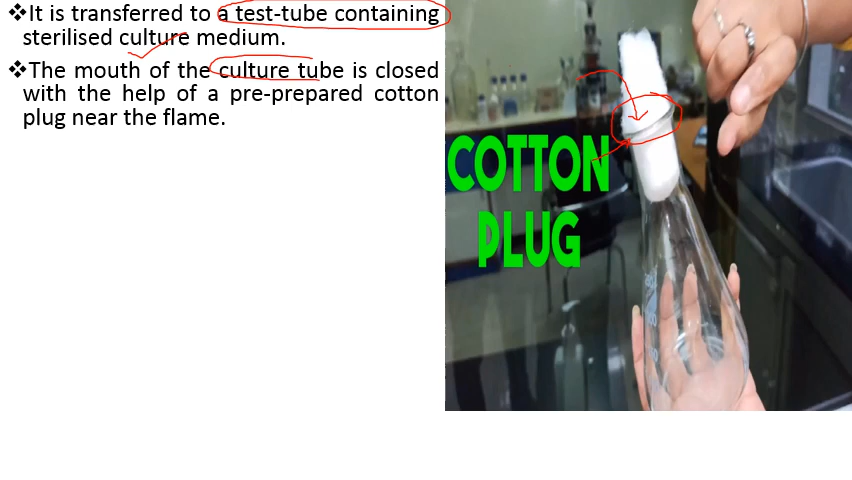 ❖It is transferred to a test-tube containing
sterilised culture medium.
❖The mouth of the culture tube is closed
with the help of a pre-prepared cotton
plug near the flame.
COTTON
PLUG